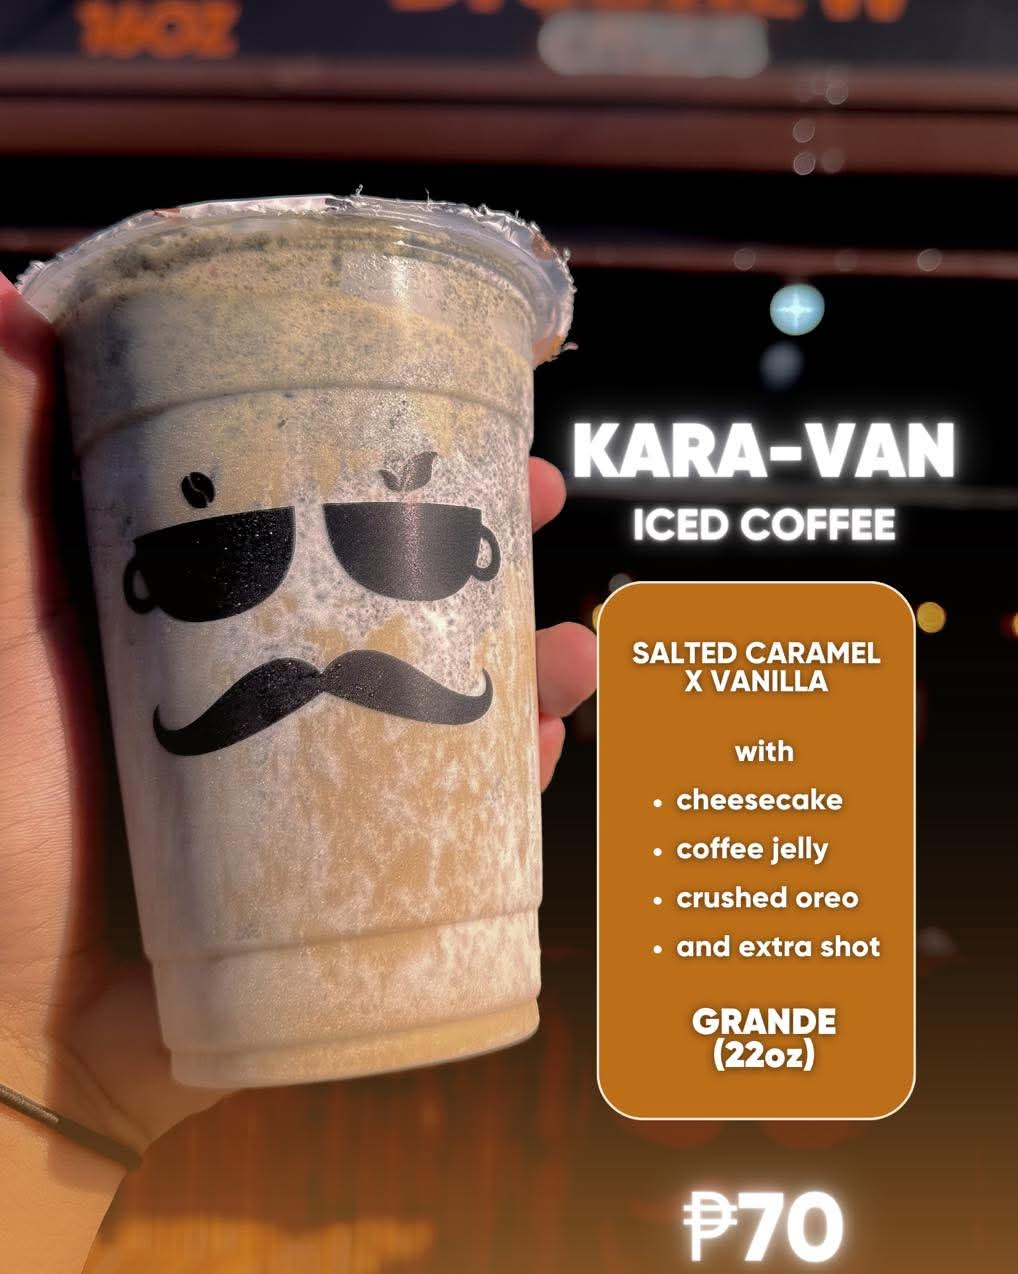 16OZ
KARA-VAN
ICED COFFEE
SALTED CARAMEL
X VANILLA
with
• cheesecake
• coffee jelly
• crushed oreo
• and extra shot
GRANDE
(22oz)
₱70